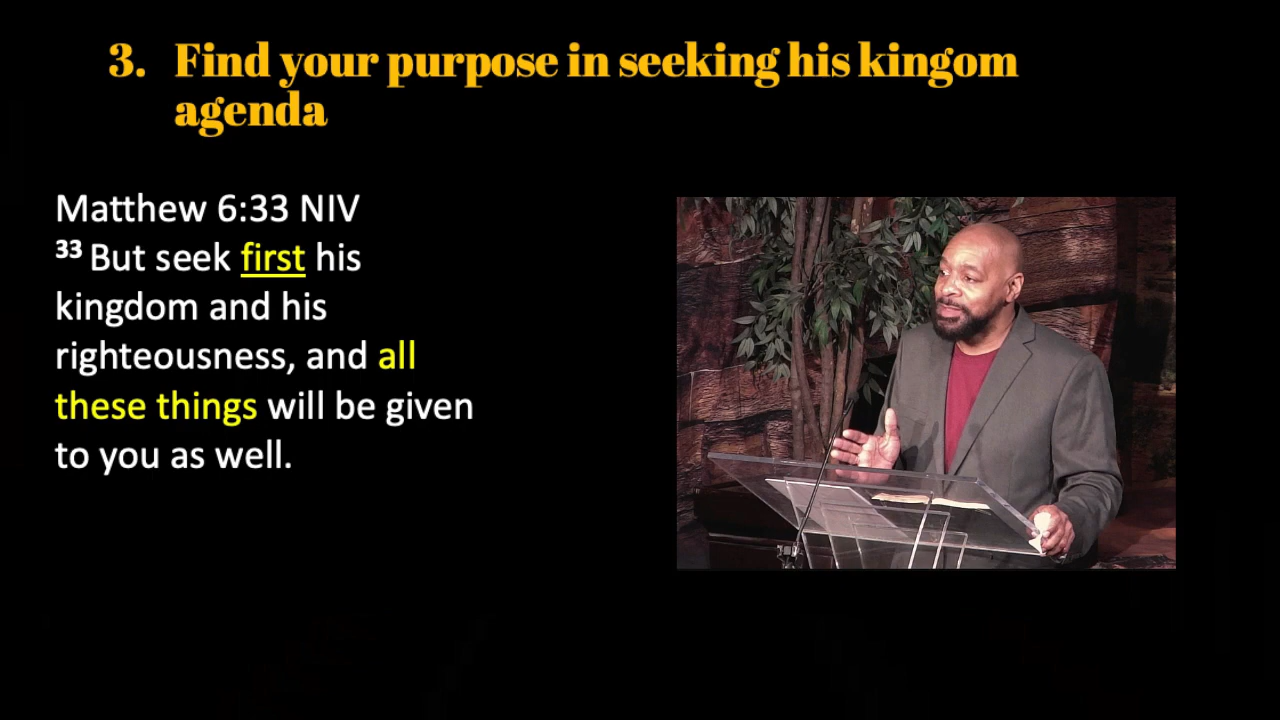 3. Find your purpose in seeking his kingom
agenda
Matthew 6:33 NIV
33 But seek first his
kingdom and his
righteousness, and all
these things will be given
to you as well.